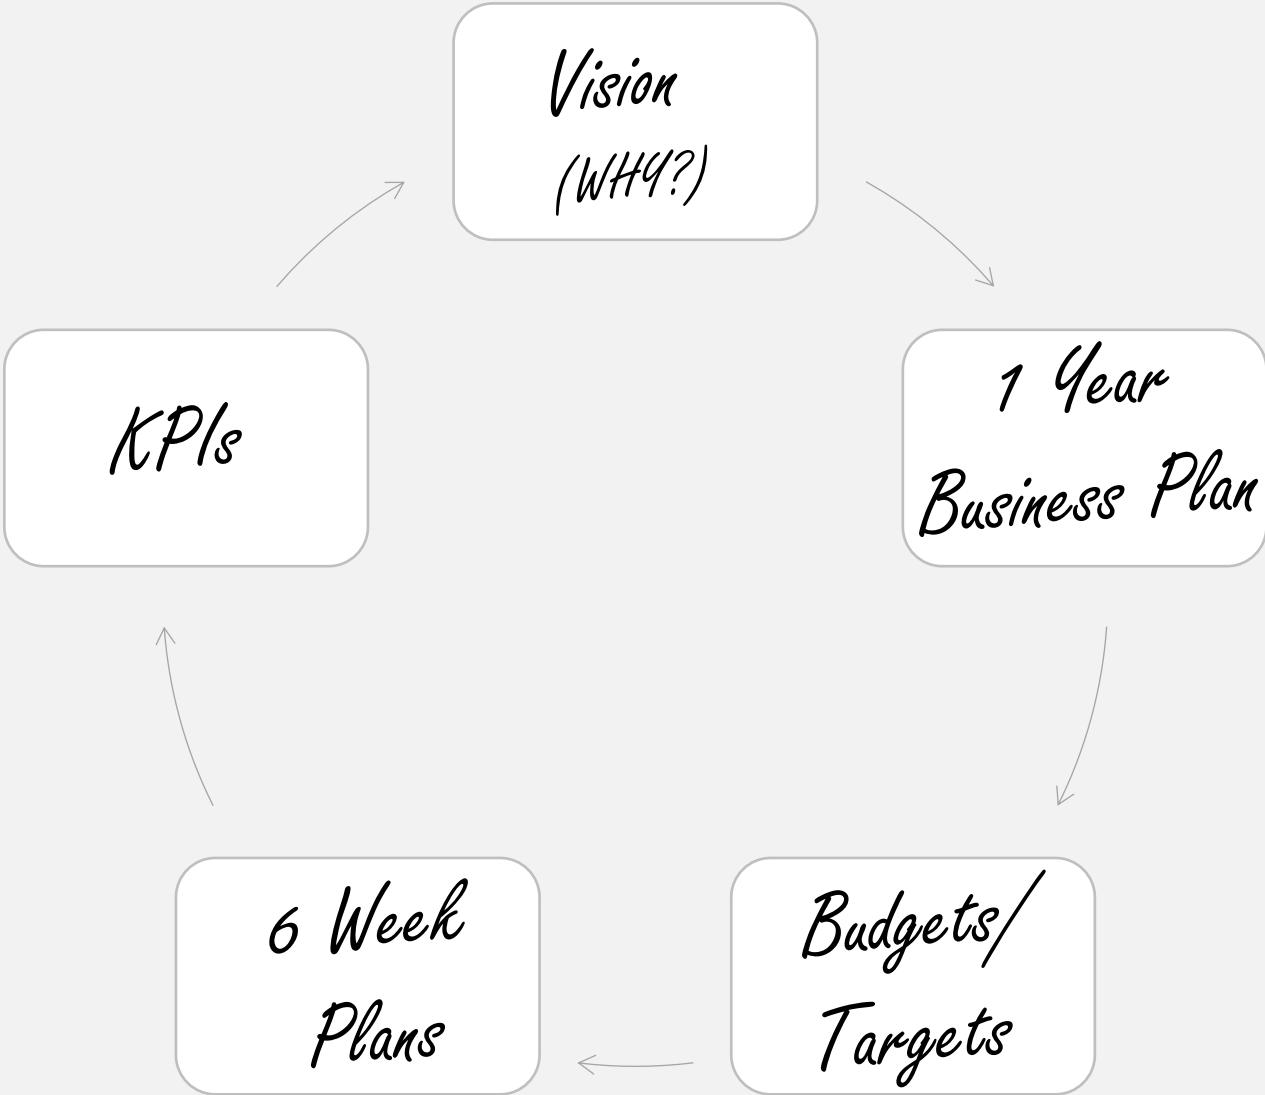 Vision
(WHY?)
1 Year
Business Plan
Budgets/
Targets
6 Week
Plans
KPIs